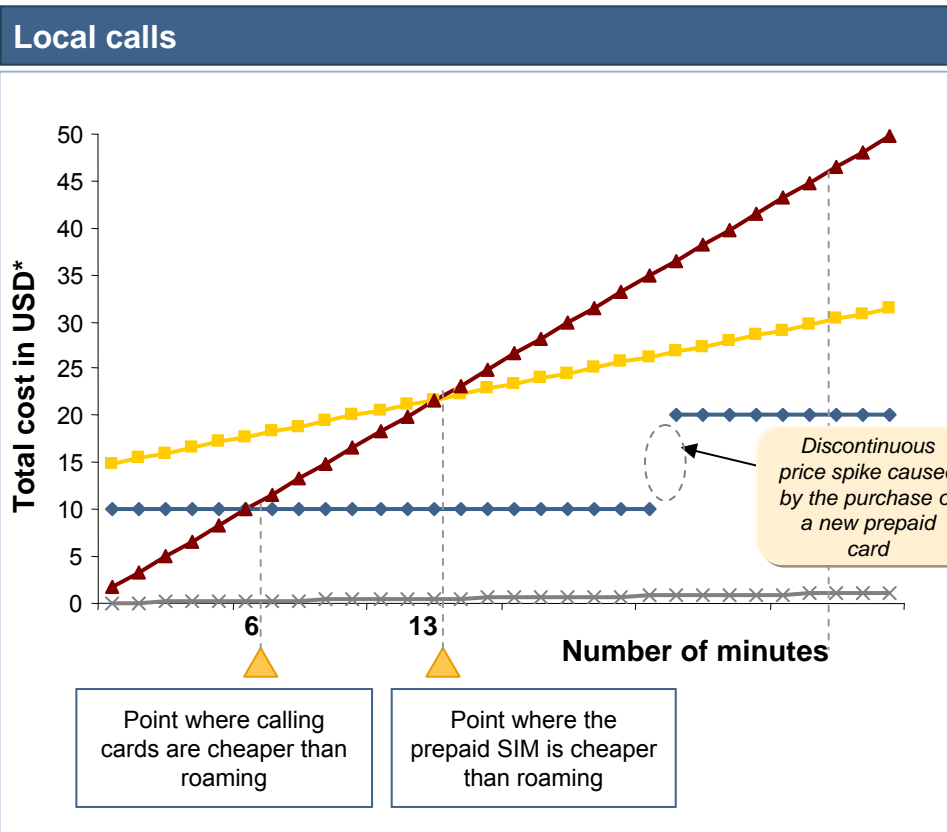 Local calls
Total cost in USD*
50
45
40
35
30
25
20
15
10
5
0
6
13
Number of minutes
Discontinuous
price spike caused
by the purchase
a new prepaid
card
Point where calling
cards are cheaper than
roaming
Point where the
prepaid SIM is cheaper
than roaming